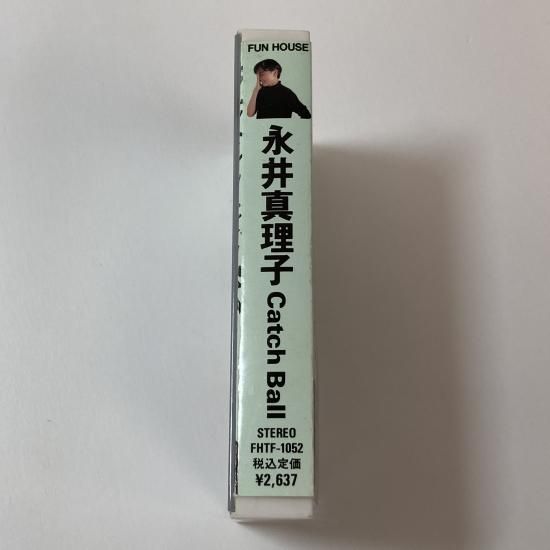 FUN HOUSE
永井真理子
Catch Ball
STEREO
FHTF-1052
税込定価
¥2,637